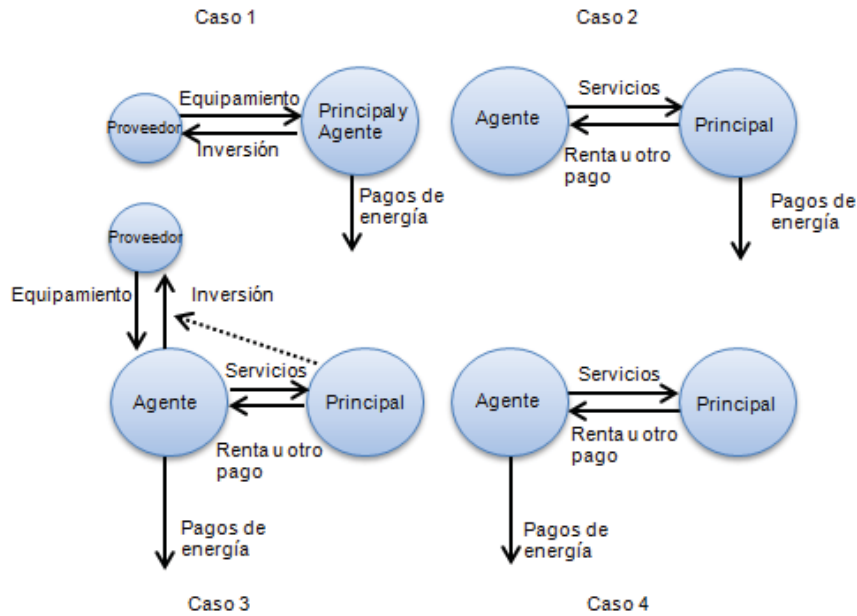 Caso 1
Proveedor
Equipamiento
Inversión
Principal y
Agente
Pagos de
energía
Caso 2
Agente
Servicios
Renta u otro
pago
Principal
Pagos de
energía
Proveedor
Equipamiento
Inversión
Agente
Servicios
Renta u otro
pago
Principal
Pagos de
energía
Caso 3
Agente
Servicios
Renta u otro
pago
Principal
Pagos de
energía
Caso 4